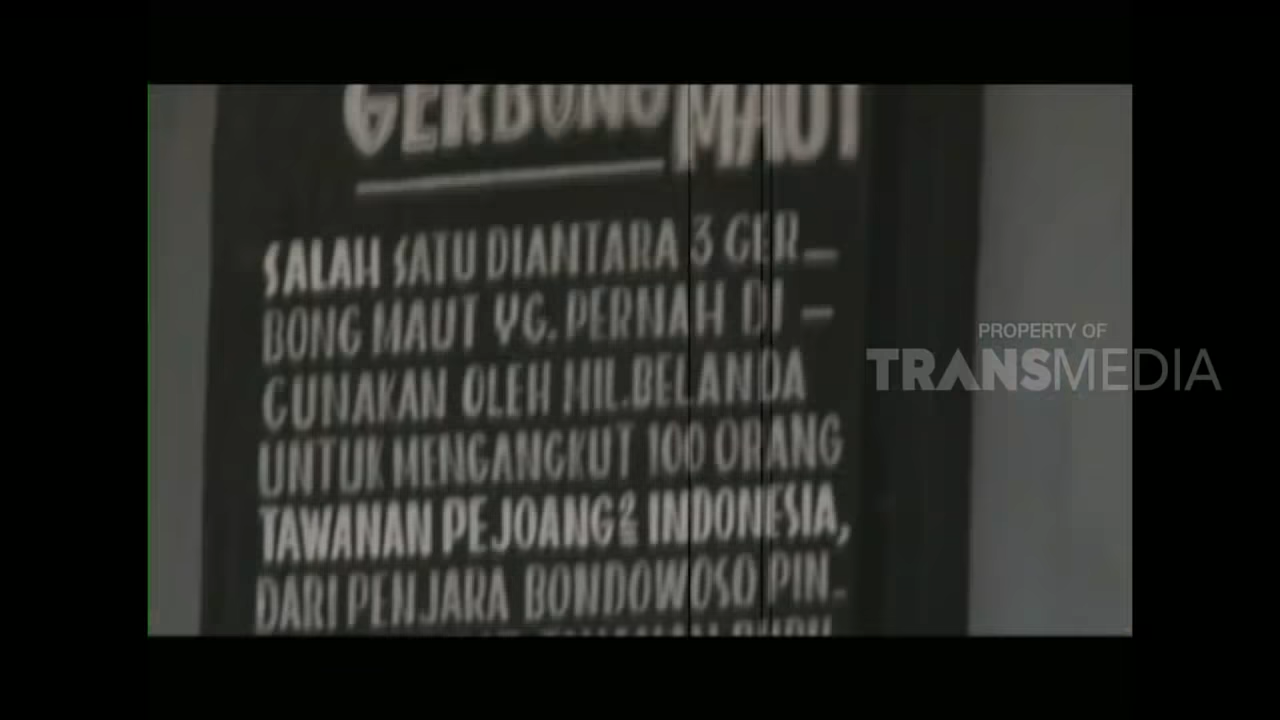 GERBONG MAUT
SALAH SATU DIANTARA 3 GER_
BONG MAUT YG. PERNAH DI -
GUNAKAN OLEH MIL.BELANDA
UNTUK MENGANGKUT 100 ORANG
TAWANAN PEJOANG2 INDONESIA,
DARI PENJARA BONDOWOSO PIN-
PROPERTY OF
TRANSMEDIA